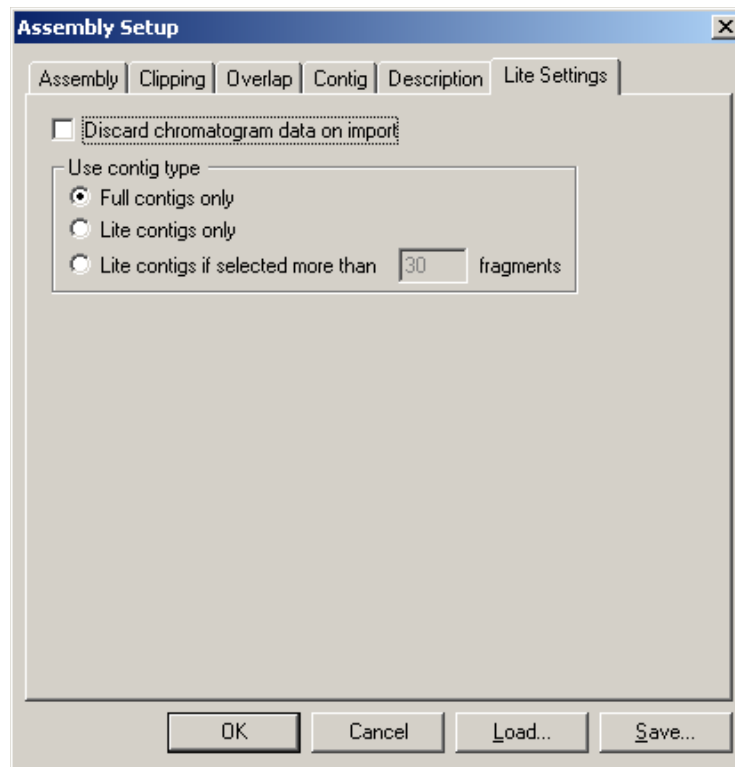 Assembly Setup
Assembly Clipping Overlap Contig Description Lite Settings
Discard chromatogram data on import
Use contig type
Full contigs only
Lite contigs only
Lite contigs if selected more than 30 fragments
OK Cancel Load... Save...